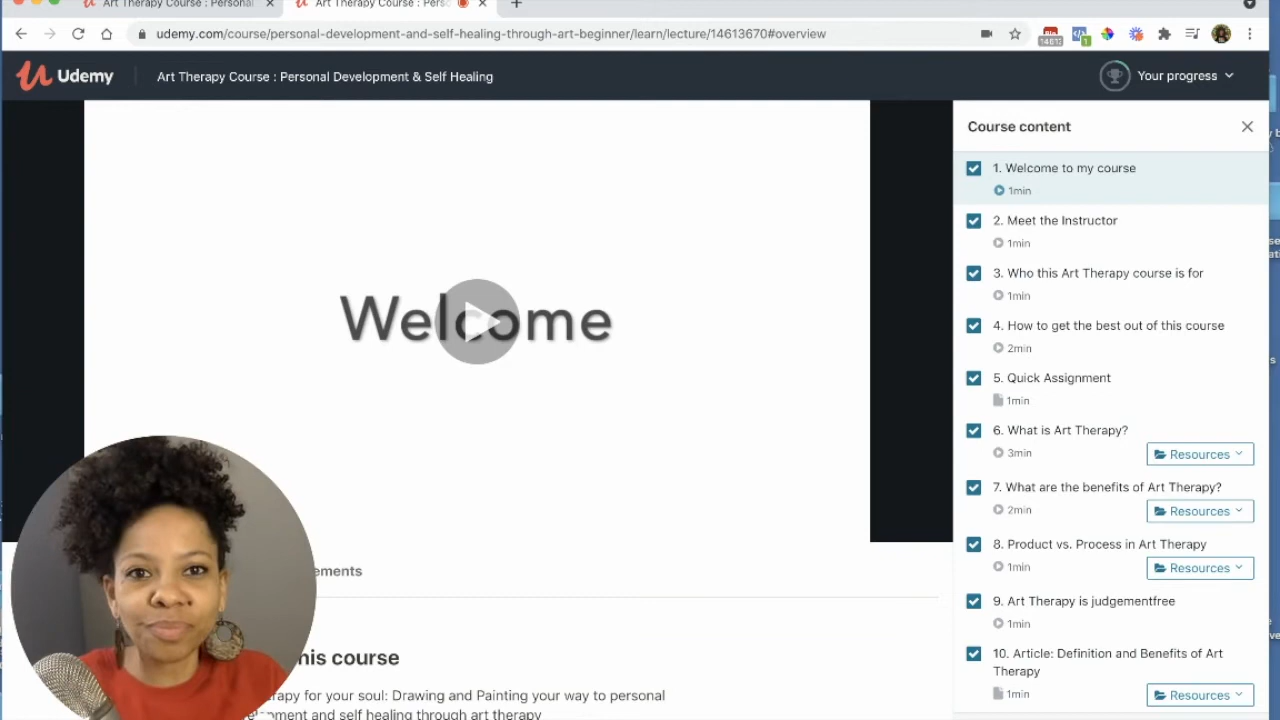 Art Therapy Course : Personal
Art Therapy Course : Perso
udemy.com/course/personal-development-and-self-healing-through-art-beginner/learn/lecture/14613670#overview
Udemy
Art Therapy Course : Personal Development & Self Healing
Your progress
Welcome
Course content
1. Welcome to my course
1min
2. Meet the Instructor
1min
3. Who this Art Therapy course is for
1min
4. How to get the best out of this course
2min
5. Quick Assignment
1min
6. What is Art Therapy?
3min
Resources
7. What are the benefits of Art Therapy?
2min
Resources
8. Product vs. Process in Art Therapy
1min
Resources
9. Art Therapy is judgementfree
1min
10. Article: Definition and Benefits of Art
Therapy
1min
Resources
ements
his course
rapy for your soul: Drawing and Painting your way to personal
pment and self healing through art therapy